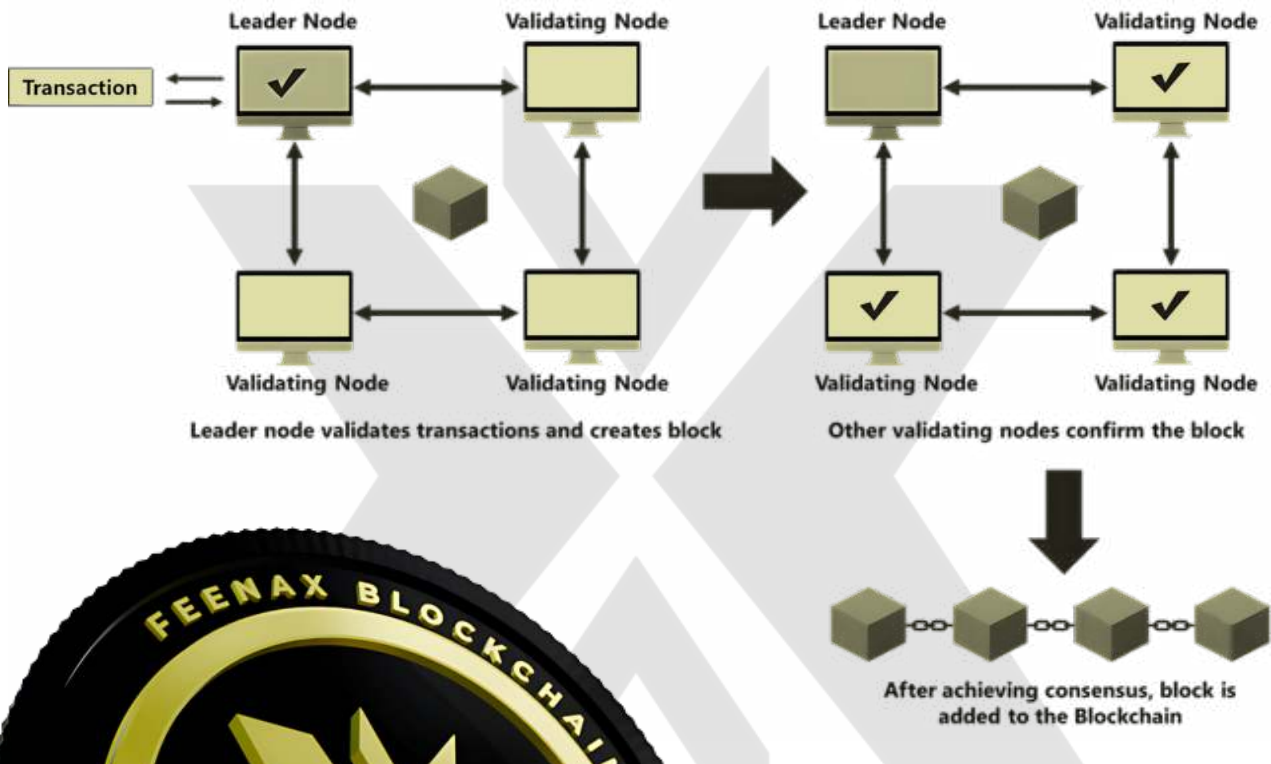 Leader Node
Validating Node
Transaction
Validating Node
Validating Node
Leader node validates transactions and creates block
Leader Node
Validating Node
Validating Node
Validating Node
Other validating nodes confirm the block
After achieving consensus, block is
added to the Blockchain
FEENAX BLOCKCHAIN